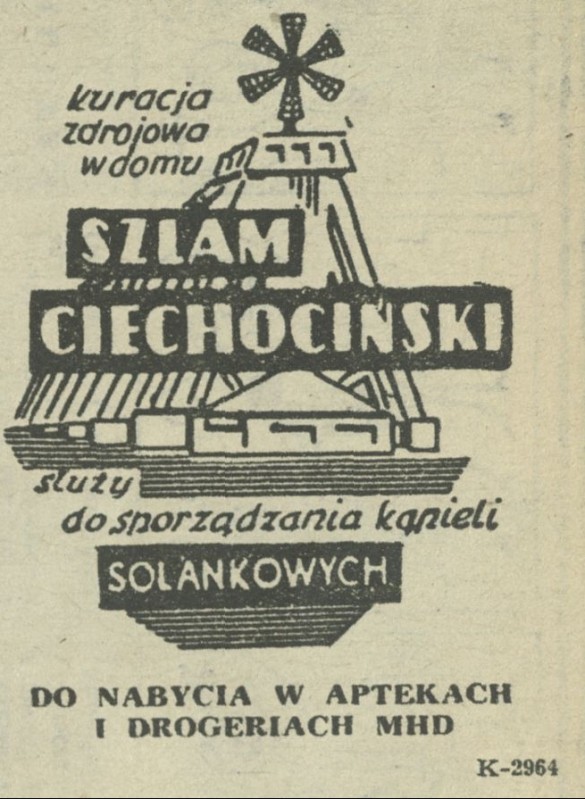 kuracja
zdrojowa
w domu
SZLAM
CIECHOCIŃSKI
służy
do sporządzania kąpieli
SOLANKOWYCH
DO NABYCIA W APTEKACH
I DROGERIACH MHD
K-2964